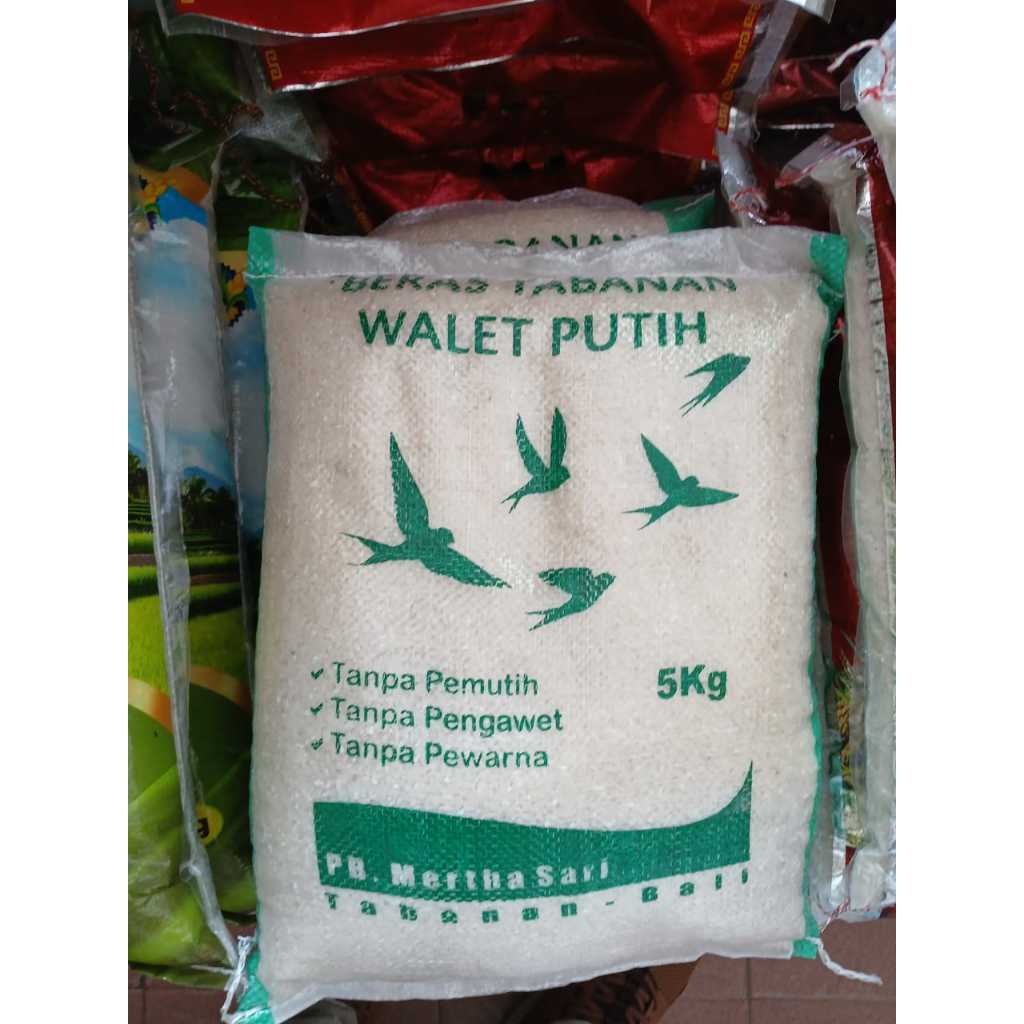 BERAS TABANAN
WALET PUTIH
Tanpa Pemutih
Tanpa Pengawet
Tanpa Pewarna
5Kg
PB. Mertha Sari
Tabanan - Bali